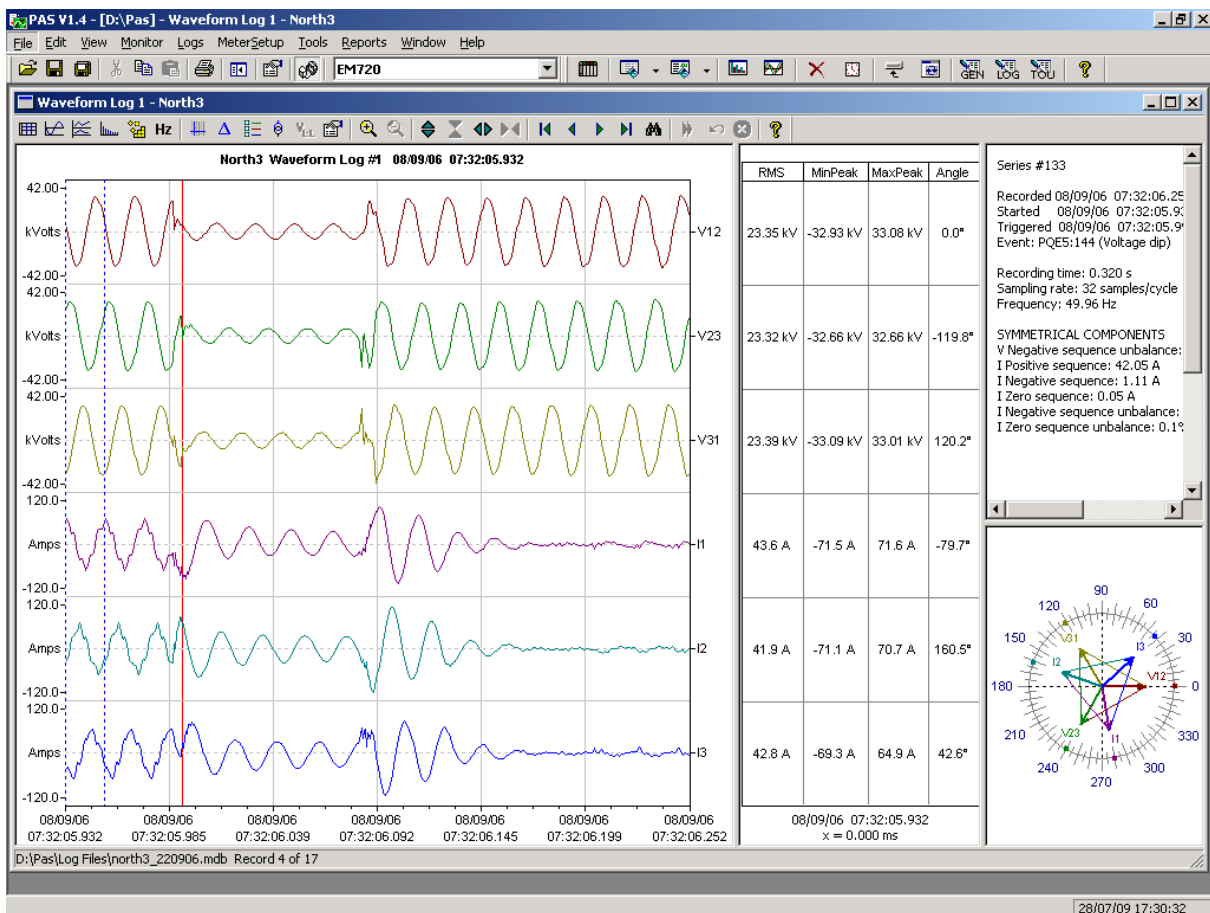 PAS V1.4 - [D:\Pas] - Waveform Log 1 - North3
File Edit View Monitor Logs MeterSetup Tools Reports Window Help
EM720
GEN LOG TOU
Waveform Log 1 - North3
Hz
North3 Waveform Log #1 08/09/06 07:32:05.932
42.00
kVolts
-42.00
V12
42.00
kVolts
-42.00
V23
42.00
kVolts
-42.00
V31
120.0
Amps
-120.0
I1
120.0
Amps
-120.0
I2
120.0
Amps
-120.0
I3
08/09/06 08/09/06 08/09/06 08/09/06 08/09/06 08/09/06 08/09/06
07:32:05.932 07:32:05.985 07:32:06.039 07:32:06.092 07:32:06.145 07:32:06.199 07:32:06.252
RMS MinPeak MaxPeak Angle
23.35 kV -32.93 kV 33.08 kV 0.0°
23.32 kV -32.66 kV 32.66 kV -119.8°
23.39 kV -33.09 kV 33.01 kV 120.2°
43.6 A -71.5 A 71.6 A -79.7°
41.9 A -71.1 A 70.7 A 160.5°
42.8 A -69.3 A 64.9 A 42.6°
08/09/06 07:32:05.932
x = 0.000 ms
Series #133
Recorded 08/09/06 07:32:06.25
Started 08/09/06 07:32:05.93
Triggered 08/09/06 07:32:05.9
Event: PQE5:144 (Voltage dip)
Recording time: 0.320 s
Sampling rate: 32 samples/cycle
Frequency: 49.96 Hz
SYMMETRICAL COMPONENTS
V Negative sequence unbalance:
I Positive sequence: 42.05 A
I Negative sequence: 1.11 A
I Zero sequence: 0.05 A
I Negative sequence unbalance:
I Zero sequence unbalance: 0.1%
90
120 60
150 30
180 0
210 330
240 300
270
V31
I3
I2
V12
V23
I1
D:\Pas\Log Files\north3_220906.mdb Record 4 of 17
28/07/09 17:30:32